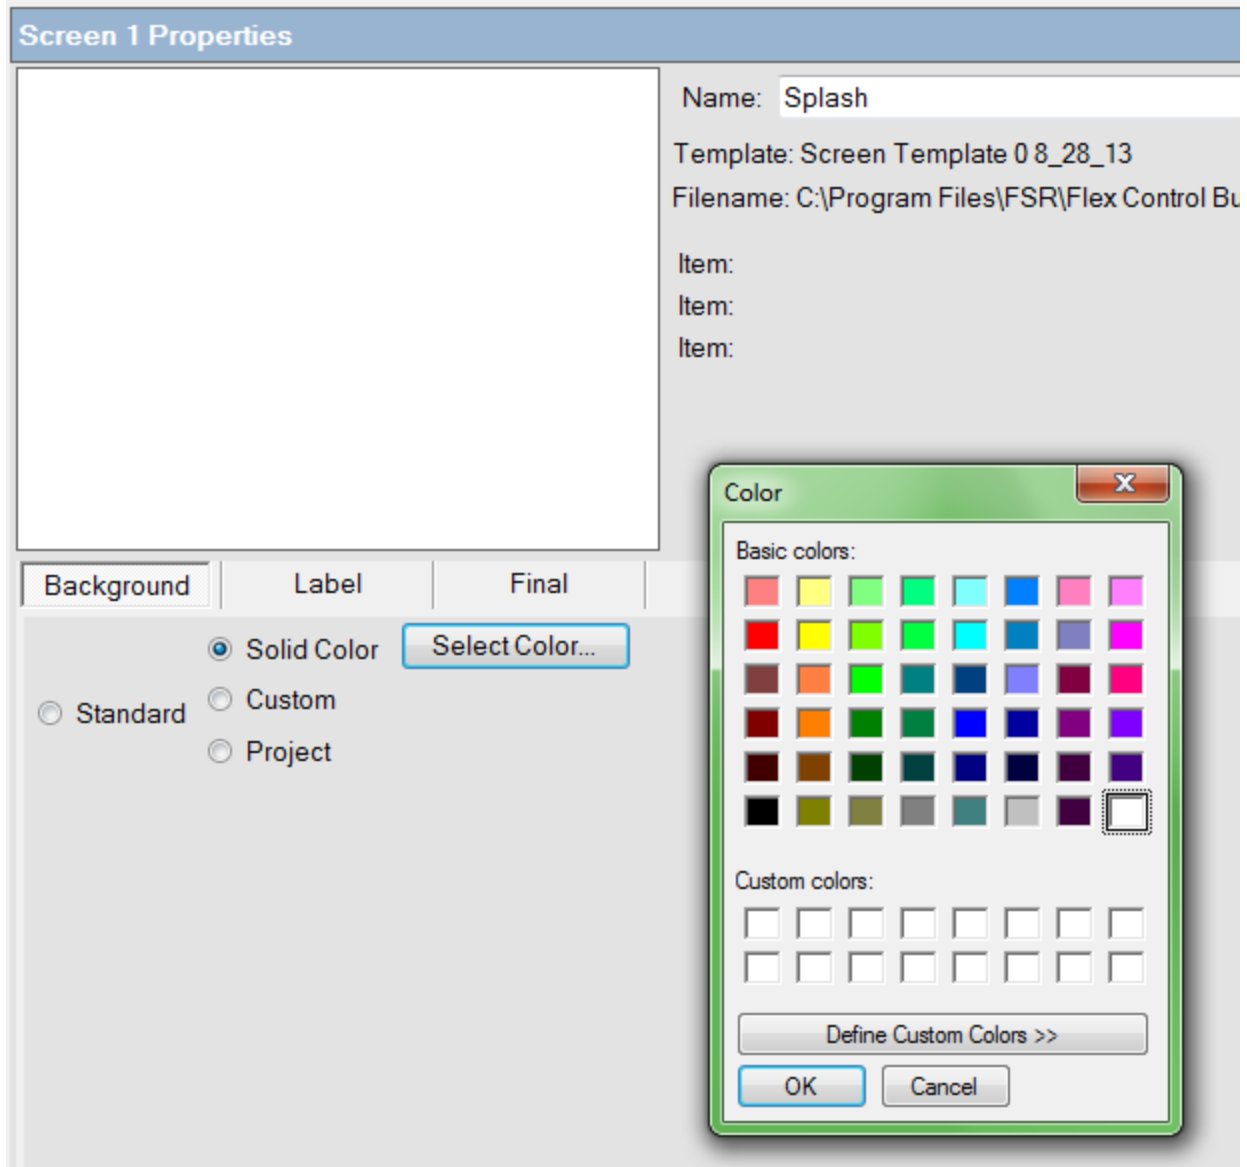 Screen 1 Properties
Name: Splash
Template: Screen Template 0 8_28_13
Filename: C:\Program Files\FSR\Flex Control Bu
Item:
Item:
Item:
Background Label Final
Solid Color Select Color...
Standard
Custom
Project
Color
Basic colors:
Custom colors:
Define Custom Colors >>
OK Cancel